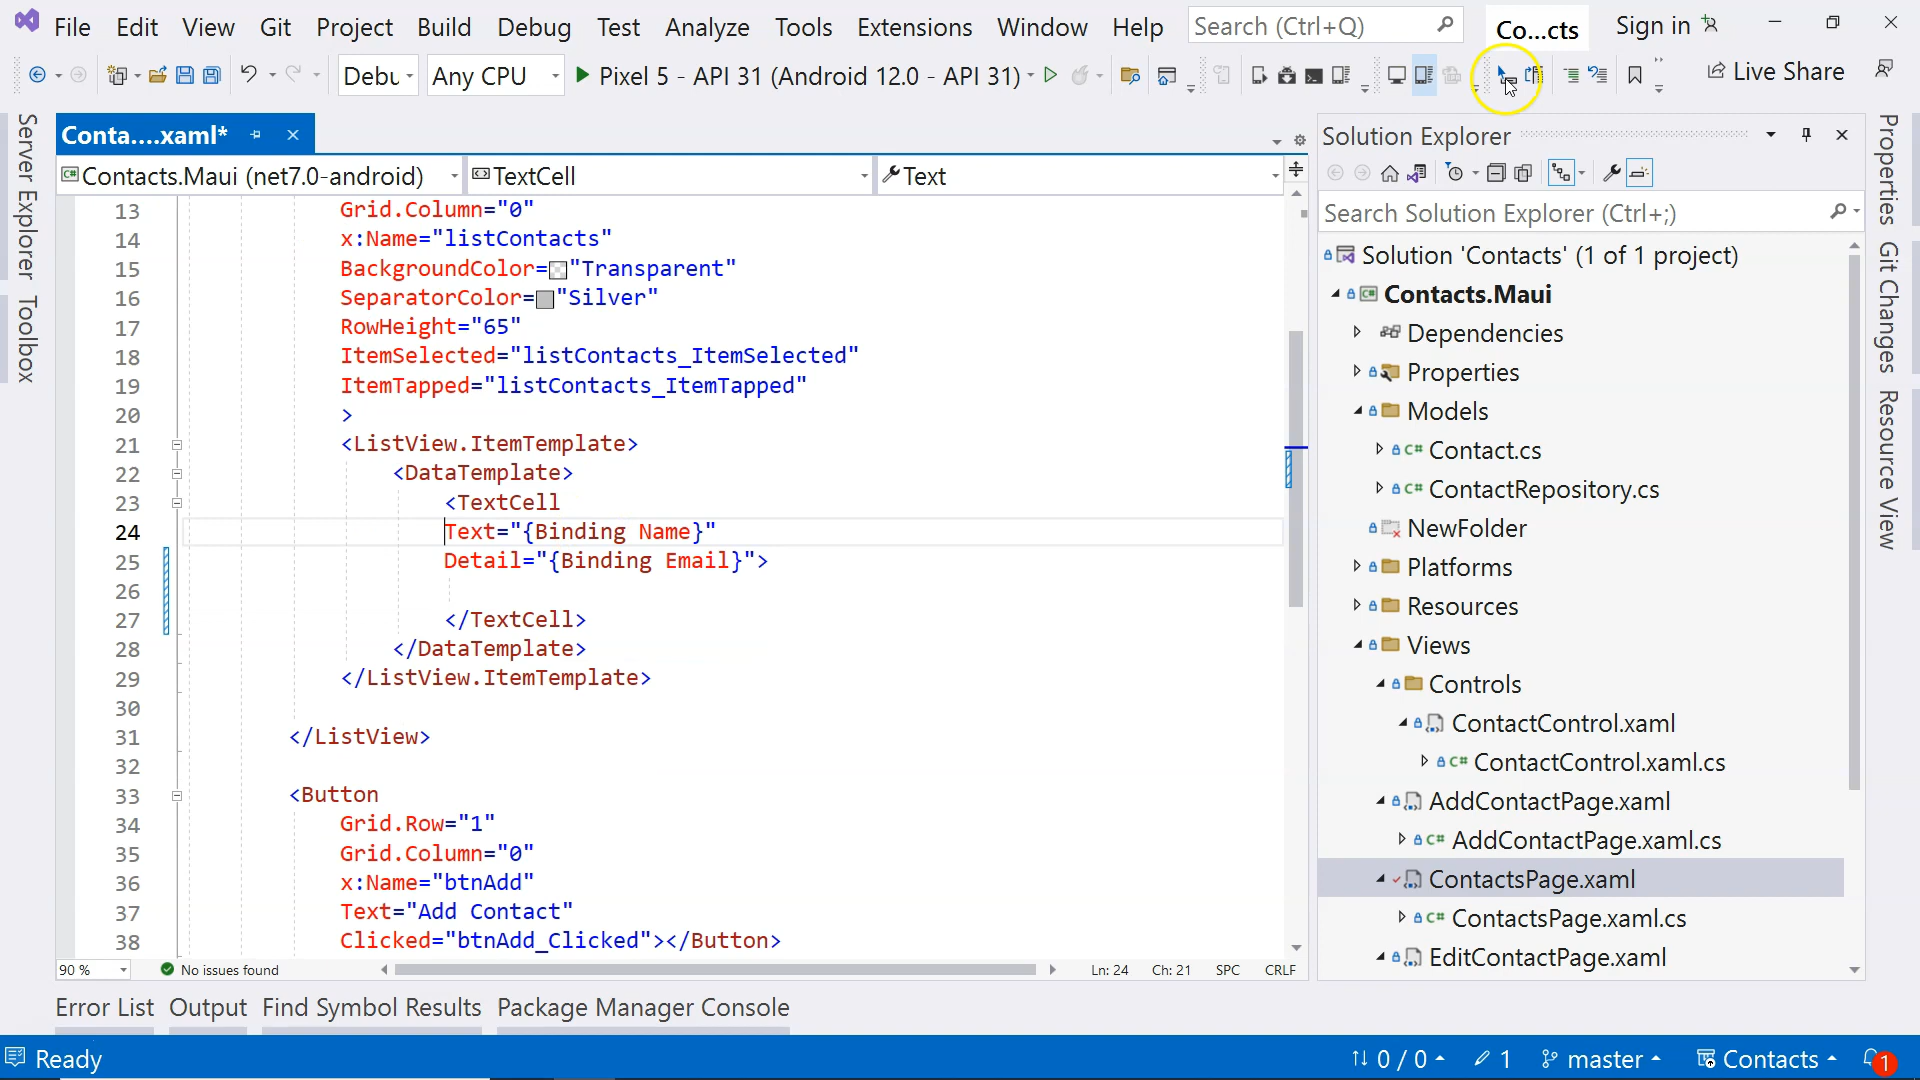 File Edit View Git Project Build Debug Test Analyze Tools Extensions Window Help Search (Ctrl+Q) Co...cts Sign in
Debu Any CPU Pixel 5 - API 31 (Android 12.0 - API 31) Live Share
Server Explorer
Toolbox
Conta....xaml*
Contacts.Maui (net7.0-android) TextCell Text
13 Grid.Column="0"
14 x:Name="listContacts"
15 BackgroundColor="Transparent"
16 SeparatorColor="Silver"
17 RowHeight="65"
18 ItemSelected="listContacts_ItemSelected"
19 ItemTapped="listContacts_ItemTapped"
20 >
21 <ListView.ItemTemplate>
22 <DataTemplate>
23 <TextCell
24 Text="{Binding Name}"
25 Detail="{Binding Email}">
26
27 </TextCell>
28 </DataTemplate>
29 </ListView.ItemTemplate>
30
31 </ListView>
32
33 <Button
34 Grid.Row="1"
35 Grid.Column="0"
36 x:Name="btnAdd"
37 Text="Add Contact"
38 Clicked="btnAdd_Clicked"></Button>
90 % No issues found Ln: 24 Ch: 21 SPC CRLF
Solution Explorer
Search Solution Explorer (Ctrl+;)
Solution 'Contacts' (1 of 1 project)
C# Contacts.Maui
Dependencies
Properties
Models
C# Contact.cs
C# ContactRepository.cs
NewFolder
Platforms
Resources
Views
Controls
ContactControl.xaml
C# ContactControl.xaml.cs
AddContactPage.xaml
C# AddContactPage.xaml.cs
ContactsPage.xaml
C# ContactsPage.xaml.cs
EditContactPage.xaml
Properties
Git Changes
Resource View
Error List Output Find Symbol Results Package Manager Console
Ready 0 / 0 1 master Contacts 1